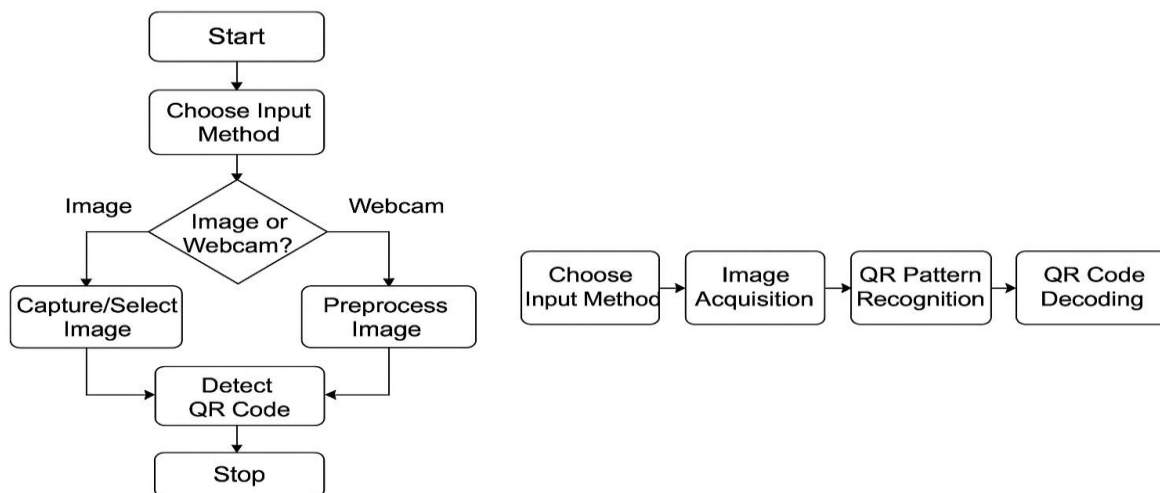 Start
Choose Input
Method
Image
Webcam
Image or
Webcam?
Capture/Select
Image
Preprocess
Image
Detect
QR Code
Stop
Choose
Input Method
Image
Acquisition
QR Pattern
Recognition
QR Code
Decoding